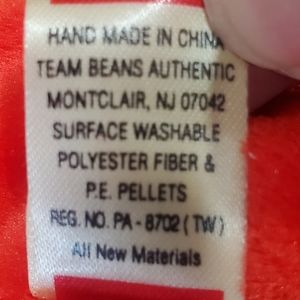 HAND MADE IN CHINA
TEAM BEANS AUTHENTIC
MONTCLAIR, NJ 07042
SURFACE WASHABLE
POLYESTER FIBER &
P.E. PELLETS
REG. NO. PA - 8702 ( TW )
All New Materials